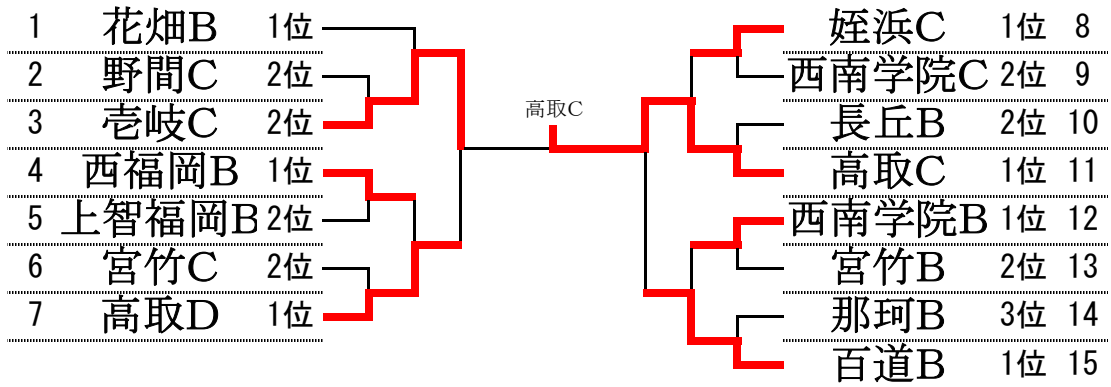 1 花畑B 1位
2 野間C 2位
3 壱岐C 2位
4 西福岡B 1位
5 上智福岡B 2位
6 宮竹C 2位
7 高取D 1位
高取C
姪浜C 1位 8
西南学院C 2位 9
長丘B 2位 10
高取C 1位 11
西南学院B 1位 12
宮竹B 2位 13
那珂B 3位 14
百道B 1位 15